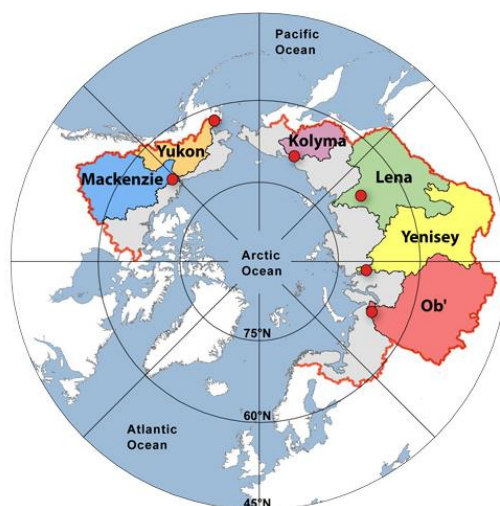 Pacific
Ocean
Kolyma
Yukon
Mackenzie
Lena
Yenisey
Arctic
Ocean
Ob'
75°N
60°N
Atlantic
Ocean
45°N